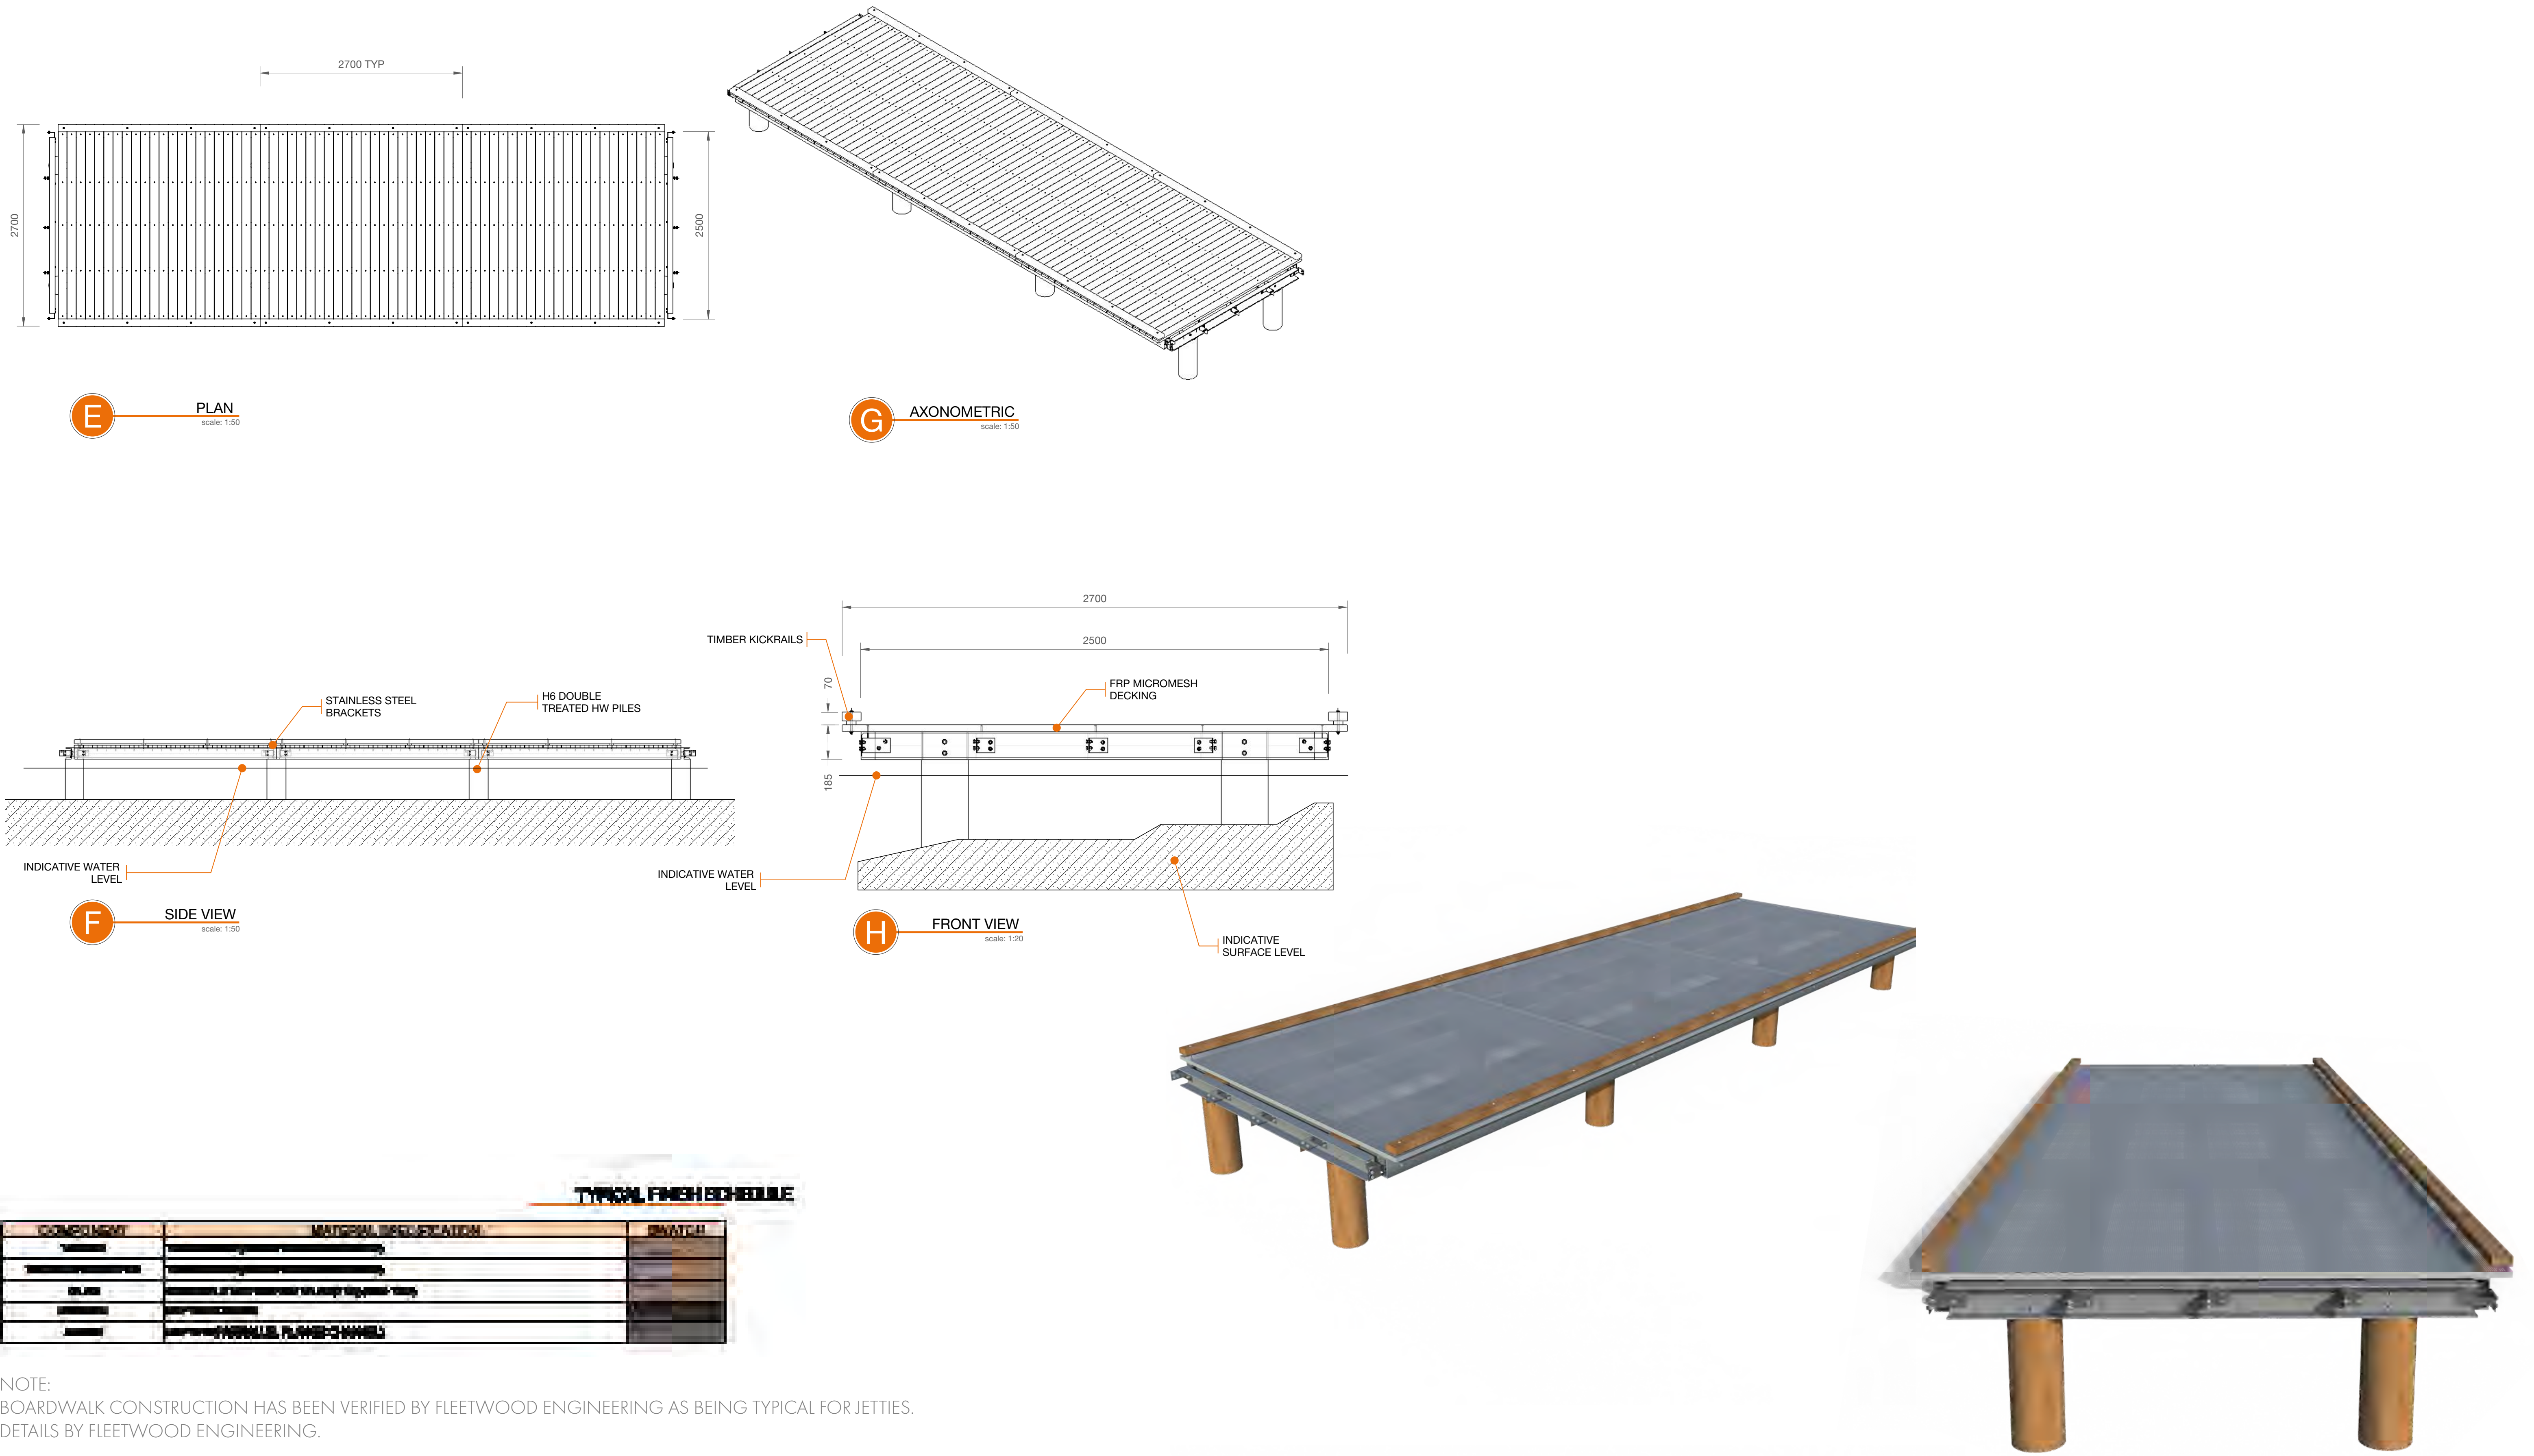 2700 TYP
2700
2500
E
PLAN
scale: 1:50
G
AXONOMETRIC
scale: 1:50
STAINLESS STEEL
BRACKETS
H6 DOUBLE
TREATED HW PILES
INDICATIVE WATER
LEVEL
F
SIDE VIEW
scale: 1:50
2700
2500
TIMBER KICKRAILS
70
FRP MICROMESH
DECKING
185
INDICATIVE WATER
LEVEL
H
FRONT VIEW
scale: 1:20
INDICATIVE
SURFACE LEVEL
TYPICAL FINISH SCHEDULE
COMPONENT
MATERIAL SPECIFICATION
SWATCH
NOTE:
BOARDWALK CONSTRUCTION HAS BEEN VERIFIED BY FLEETWOOD ENGINEERING AS BEING TYPICAL FOR JETTIES.
DETAILS BY FLEETWOOD ENGINEERING.